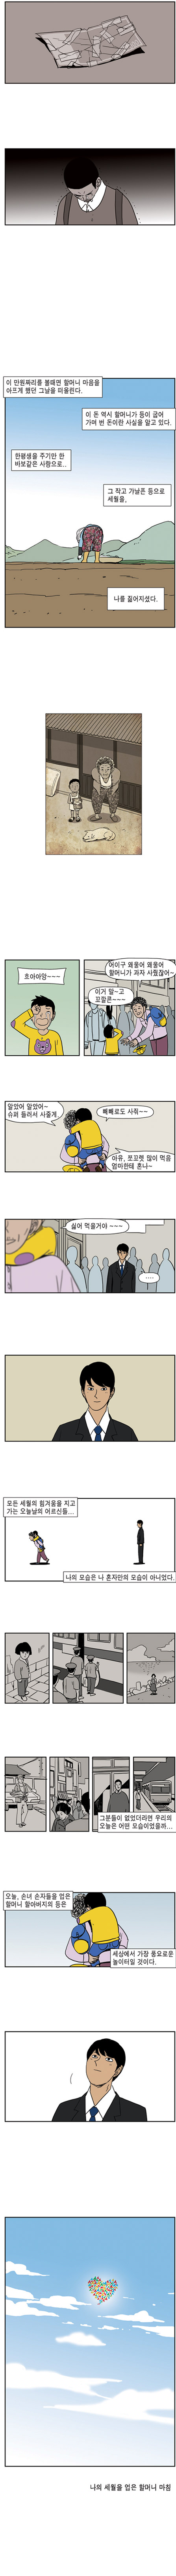 이 만원짜리를 볼때면 할머니 마음을
아프게 했던 그날을 떠올린다.
이 돈 역시 할머니가 등이 굽어
가며 번 돈이란 사실을 알고 있다.
한평생을 주기만 한
바보같은 사람으로..
그 작고 가냘픈 등으로
세월을,
나를 짊어지셨다.
흐아아앙~~~
어이구 왜울어 왜울어
할머니가 과자 사줬잖아~
이거 말~고
꼬깔콘~~~
알았어 알았어~
슈퍼 들러서 사줄게.
빼빼로도 사줘~~
아유, 쪼꼬렛 많이 먹음
엄마한테 혼나~
싫어 먹을거야 ~~~
....
모든 세월의 힘겨움을 지고
가는 오늘날의 어르신들...
나의 모습은 나 혼자만의 모습이 아니었다.
그분들이 없었더라면 우리의
오늘은 어떤 모습이었을까...
오늘, 손녀 손자들을 업은
할머니 할아버지의 등은
세상에서 가장 풍요로운
놀이터일 것이다.
나의 세월을 업은 할머니 마침